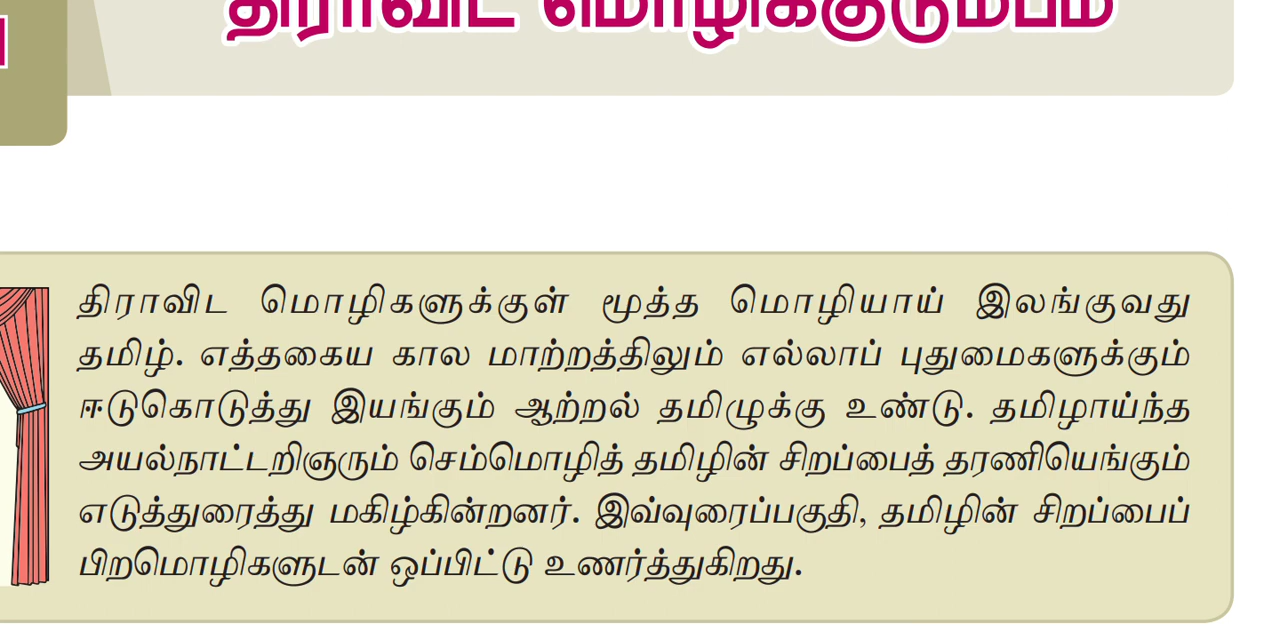 திராவிட மொழிக்குடும்பம்
திராவிட மொழிகளுக்குள் மூத்த மொழியாய் இலங்குவது
தமிழ். எத்தகைய கால மாற்றத்திலும் எல்லாப் புதுமைகளுக்கும்
ஈடுகொடுத்து இயங்கும் ஆற்றல் தமிழுக்கு உண்டு. தமிழாய்ந்த
அயல்நாட்டறிஞரும் செம்மொழித் தமிழின் சிறப்பைத் தரணியெங்கும்
எடுத்துரைத்து மகிழ்கின்றனர். இவ்வுரைப்பகுதி, தமிழின் சிறப்பைப்
பிறமொழிகளுடன் ஒப்பிட்டு உணர்த்துகிறது.